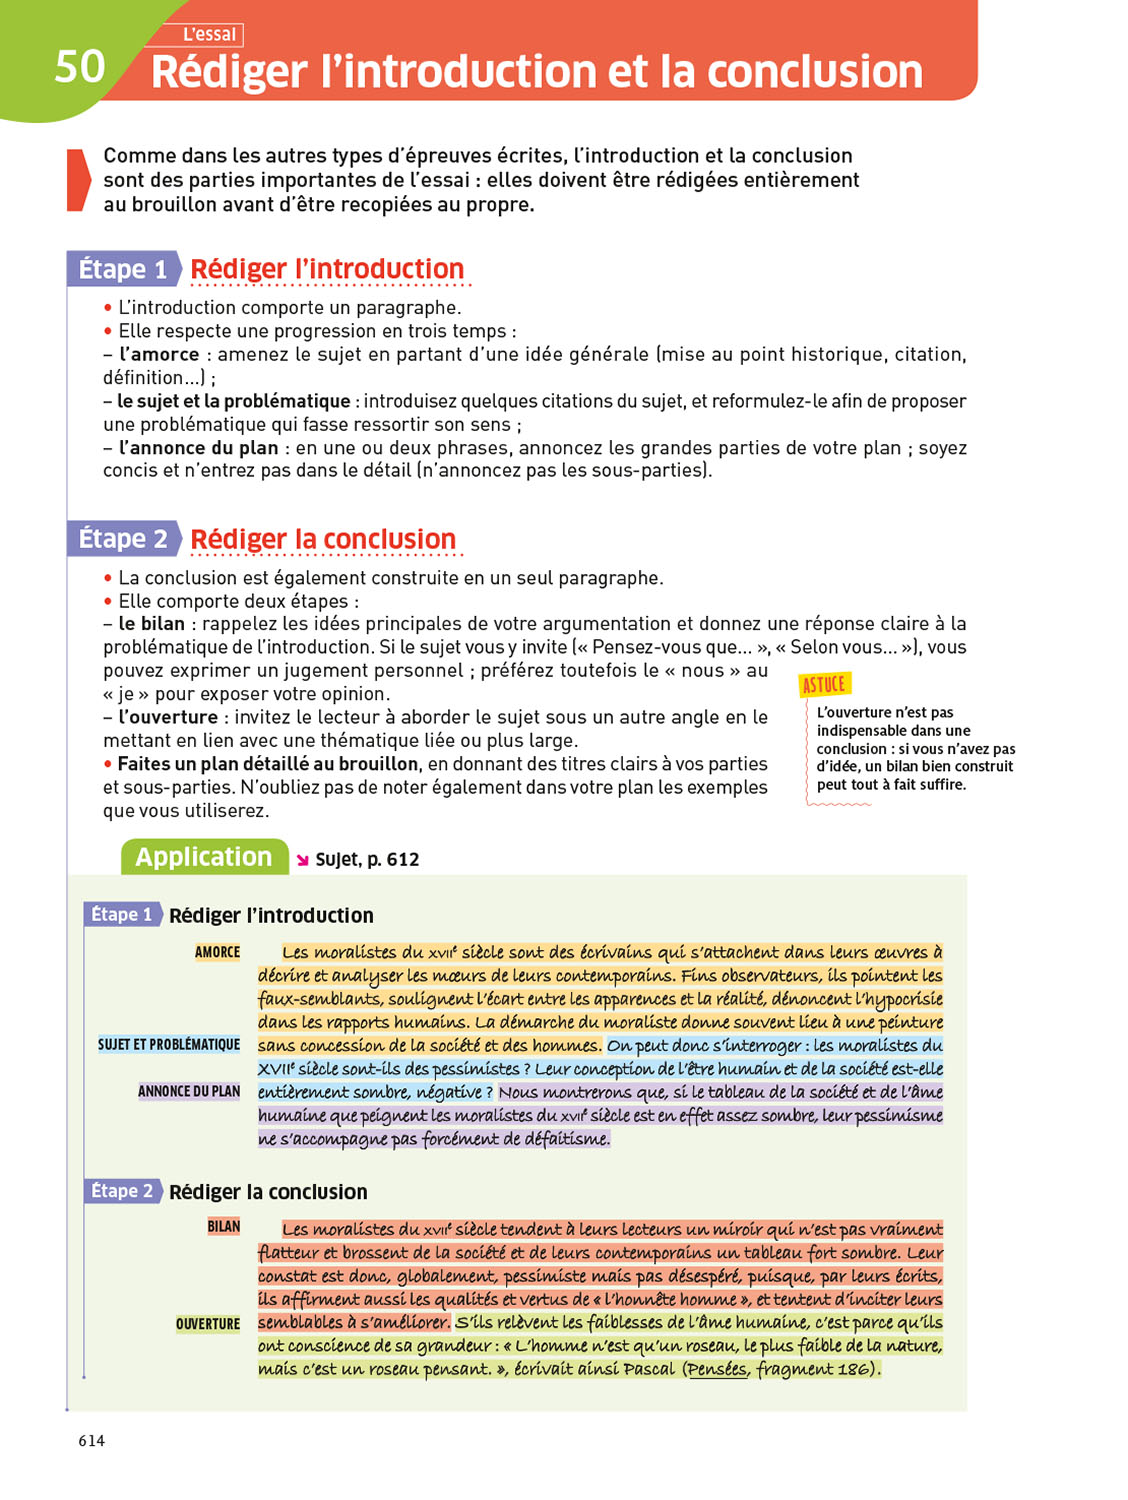 50
L'essai
Rédiger l'introduction et la conclusion
Comme dans les autres types d'épreuves écrites, l'introduction et la conclusion
sont des parties importantes de l'essai : elles doivent être rédigées entièrement
au brouillon avant d'être recopiées au propre.
Étape 1 Rédiger l'introduction
• L'introduction comporte un paragraphe.
• Elle respecte une progression en trois temps :
– l'amorce : amenez le sujet en partant d'une idée générale (mise au point historique, citation,
définition...) ;
– le sujet et la problématique : introduisez quelques citations du sujet, et reformulez-le afin de proposer
une problématique qui fasse ressortir son sens ;
– l'annonce du plan : en une ou deux phrases, annoncez les grandes parties de votre plan ; soyez
concis et n'entrez pas dans le détail (n'annoncez pas les sous-parties).
Étape 2 Rédiger la conclusion
• La conclusion est également construite en un seul paragraphe.
• Elle comporte deux étapes :
– le bilan : rappelez les idées principales de votre argumentation et donnez une réponse claire à la
problématique de l'introduction. Si le sujet vous y invite (« Pensez-vous que... », « Selon vous... »), vous
pouvez exprimer un jugement personnel ; préférez toutefois le « nous » au
« je » pour exposer votre opinion.
– l'ouverture : invitez le lecteur à aborder le sujet sous un autre angle en le
mettant en lien avec une thématique liée ou plus large.
• Faites un plan détaillé au brouillon, en donnant des titres clairs à vos parties
et sous-parties. N'oubliez pas de noter également dans votre plan les exemples
que vous utiliserez.
ASTUCE
L'ouverture n'est pas
indispensable dans une
conclusion : si vous n'avez pas
d'idée, un bilan bien construit
peut tout à fait suffire.
Application ➘ Sujet, p. 612
Étape 1 Rédiger l'introduction
AMORCE Les moralistes du XVIIe siècle sont des écrivains qui s'attachent dans leurs œuvres à
décrire et analyser les mœurs de leurs contemporains. Fins observateurs, ils pointent les
faux-semblants, soulignent l'écart entre les apparences et la réalité, dénoncent l'hypocrisie
dans les rapports humains. La démarche du moraliste donne souvent lieu à une peinture
SUJET ET PROBLÉMATIQUE sans concession de la société et des hommes. On peut donc s'interroger : les moralistes du
XVIIe siècle sont-ils des pessimistes ? Leur conception de l'être humain et de la société est-elle
ANNONCE DU PLAN entièrement sombre, négative ? Nous montrerons que, si le tableau de la société et de l'âme
humaine que peignent les moralistes du XVIIe siècle est en effet assez sombre, leur pessimisme
ne s'accompagne pas forcément de défaitisme.
Étape 2 Rédiger la conclusion
BILAN Les moralistes du XVIIe siècle tendent à leurs lecteurs un miroir qui n'est pas vraiment
flatteur et brossent de la société et de leurs contemporains un tableau fort sombre. Leur
constat est donc, globalement, pessimiste mais pas désespéré, puisque, par leurs écrits,
ils affirment aussi les qualités et vertus de « l'honnête homme », et tentent d'inciter leurs
OUVERTURE semblables à s'améliorer. S'ils relèvent les faiblesses de l'âme humaine, c'est parce qu'ils
ont conscience de sa grandeur : « L'homme n'est qu'un roseau, le plus faible de la nature,
mais c'est un roseau pensant. », écrivait ainsi Pascal (Pensées, fragment 186).
614